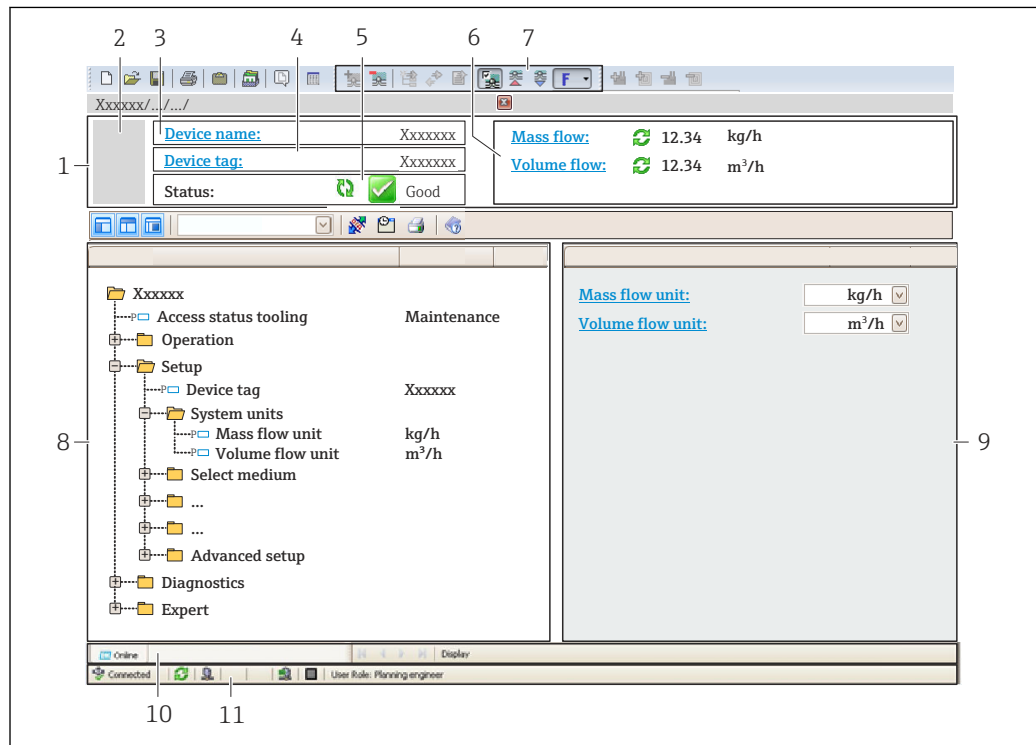 2 3 4 5 6 7
F
Xxxxxx/.../.../
1
Device name: Xxxxxxx
Device tag: Xxxxxxx
Status: Good
Mass flow: 12.34 kg/h
Volume flow: 12.34 m³/h
8
Xxxxxx
P Access status tooling Maintenance
Operation
Setup
P Device tag Xxxxxx
System units
P Mass flow unit kg/h
P Volume flow unit m³/h
Select medium
...
...
Advanced setup
Diagnostics
Expert
Mass flow unit: kg/h
Volume flow unit: m³/h
9
Online Display
Connected User Role: Planning engineer
10 11